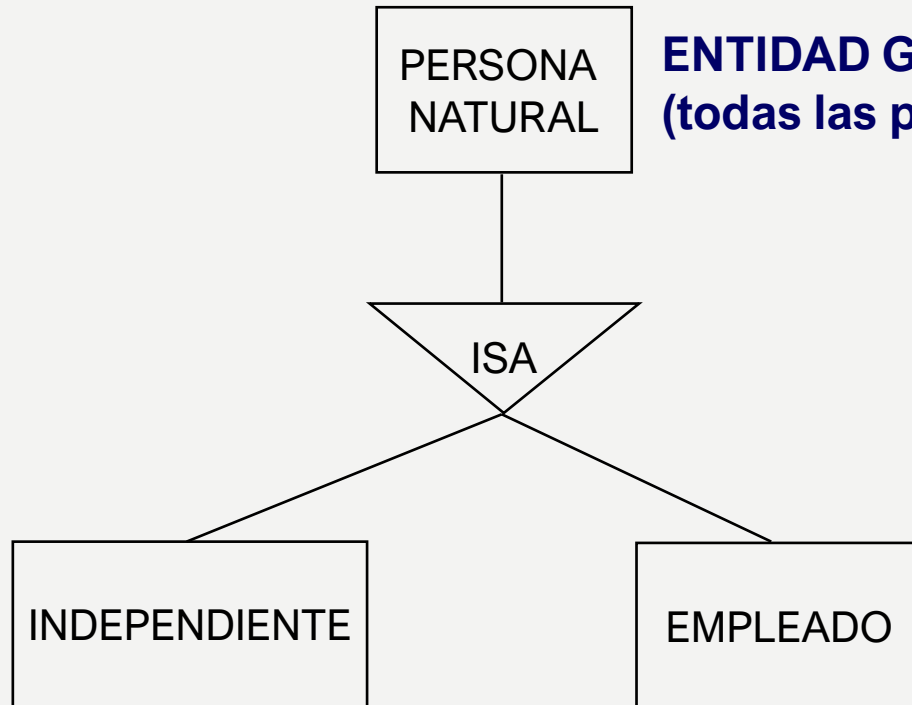 PERSONA
NATURAL
ENTIDAD
(todas las
ISA
INDEPENDIENTE
EMPLEADO